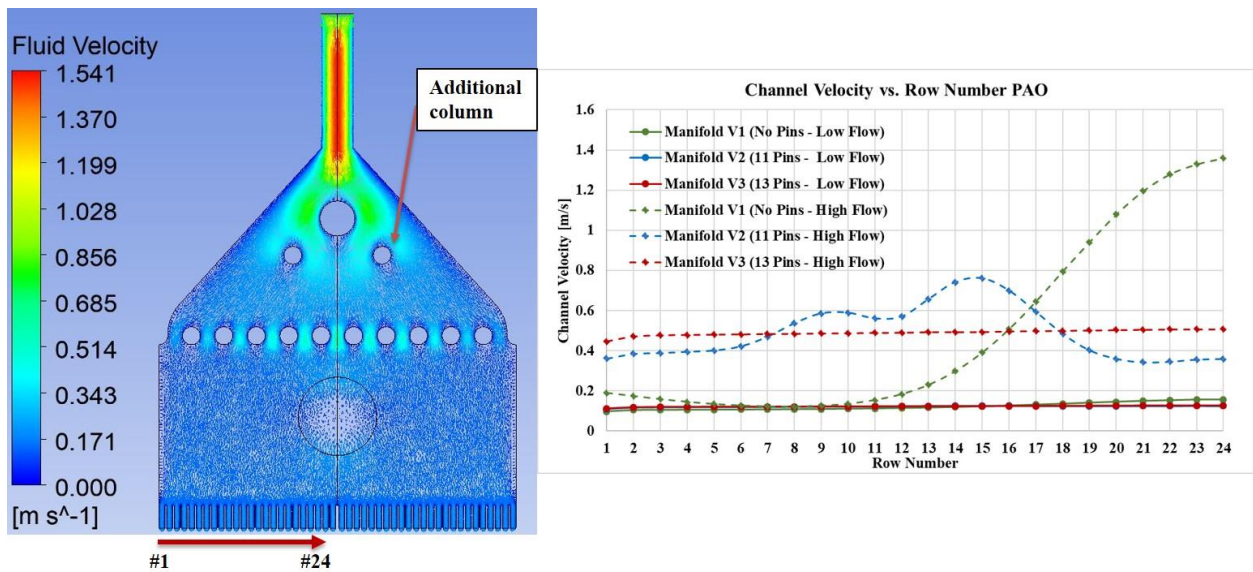 Fluid Velocity
1.541
1.370
1.199
1.028
0.856
0.685
0.514
0.343
0.171
0.000
[m s^-1]
Additional
column
#1
#24
Channel Velocity vs. Row Number PAO
Channel Velocity [m/s]
1.6
1.4
1.2
1
0.8
0.6
0.4
0.2
0
Manifold V1 (No Pins - Low Flow)
Manifold V2 (11 Pins - Low Flow)
Manifold V3 (13 Pins - Low Flow)
Manifold V1 (No Pins - High Flow)
Manifold V2 (11 Pins - High Flow)
Manifold V3 (13 Pins - High Flow)
1 2 3 4 5 6 7 8 9 10 11 12 13 14 15 16 17 18 19 20 21 22 23 24
Row Number